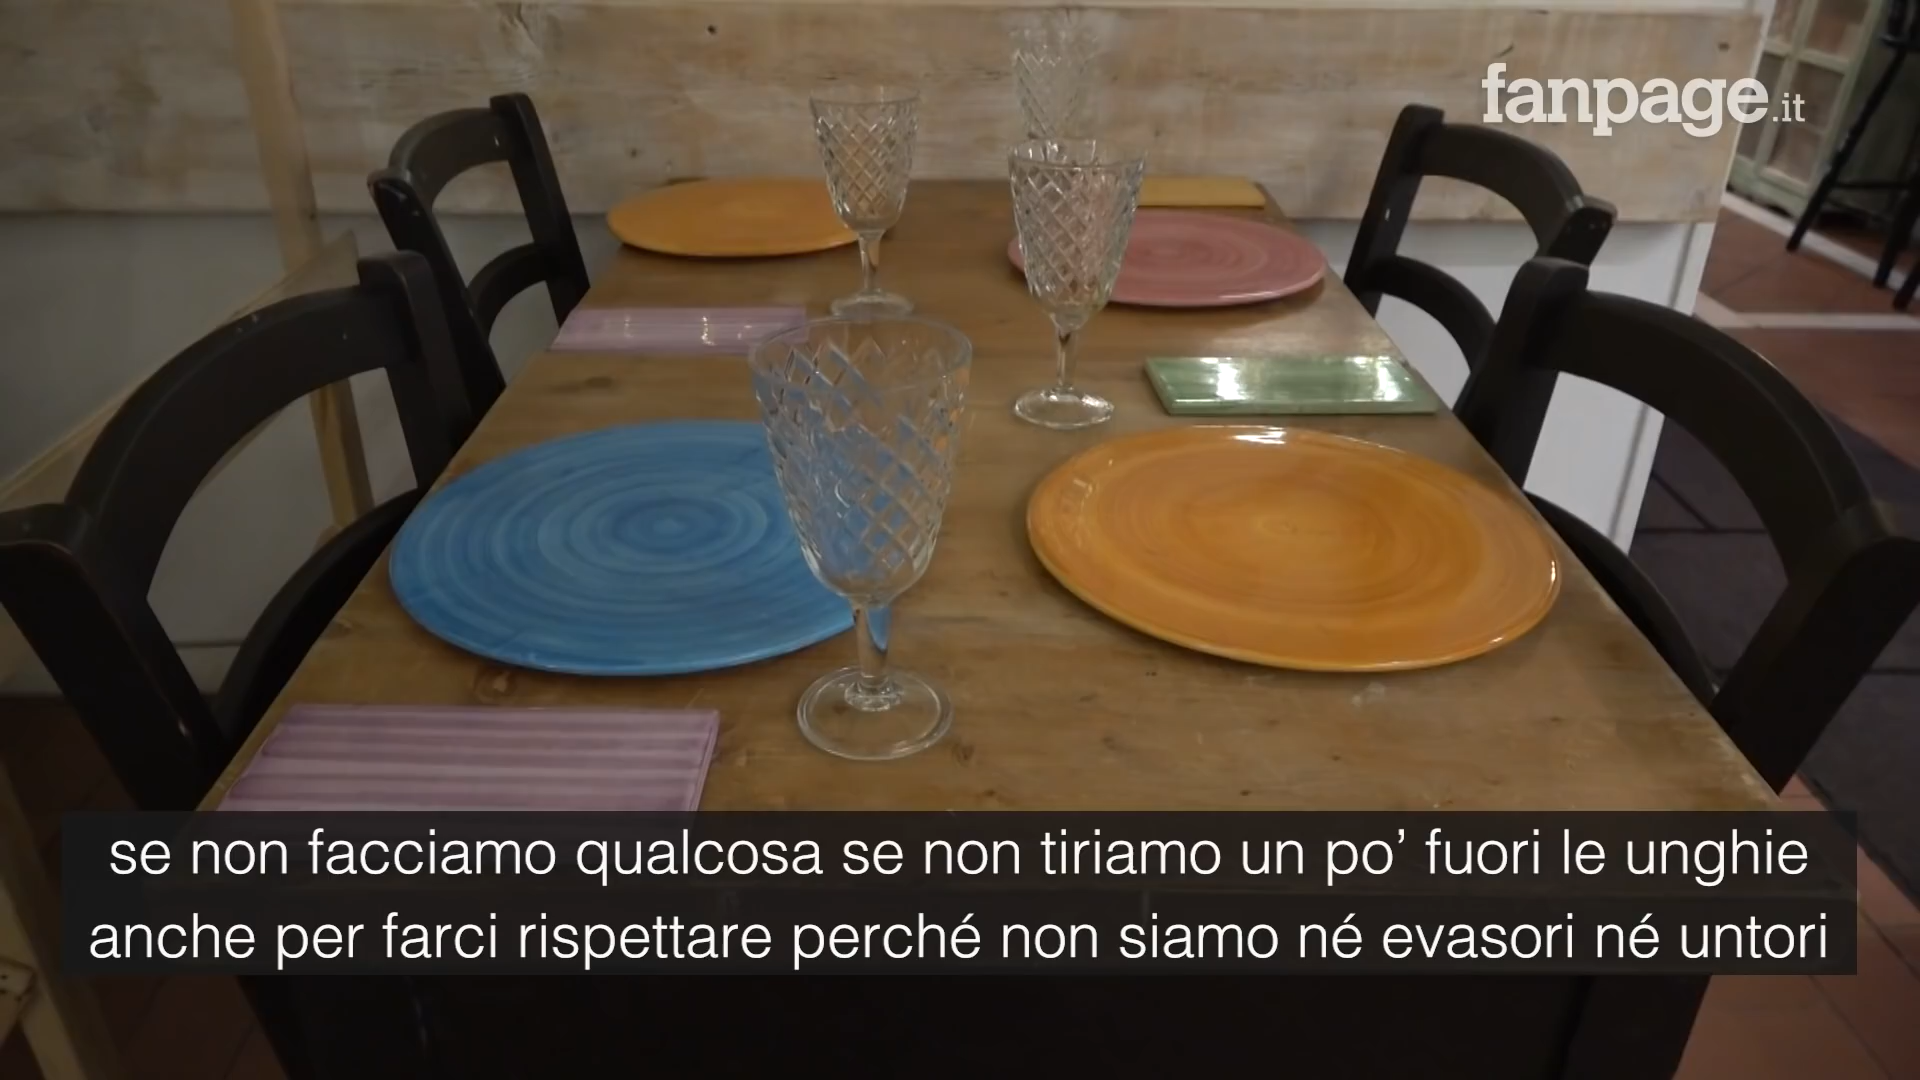 fanpage.it
se non facciamo qualcosa se non tiriamo un po’ fuori le unghie
anche per farci rispettare perché non siamo né evasori né untori